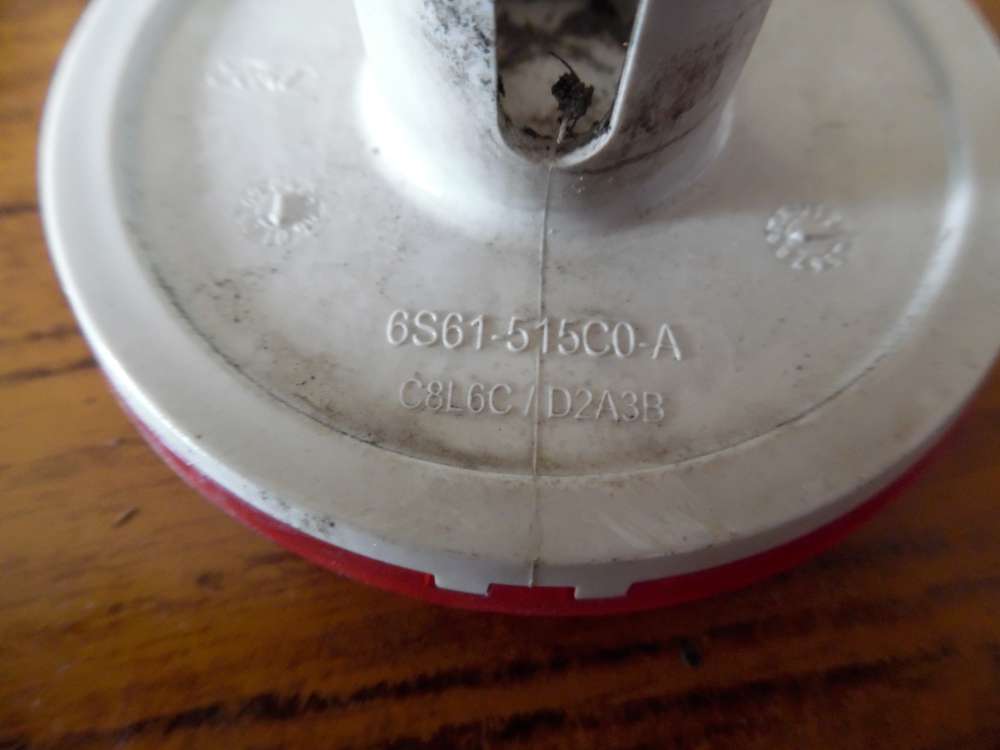 6S61-515C0-A
C8L6C / D2A3B